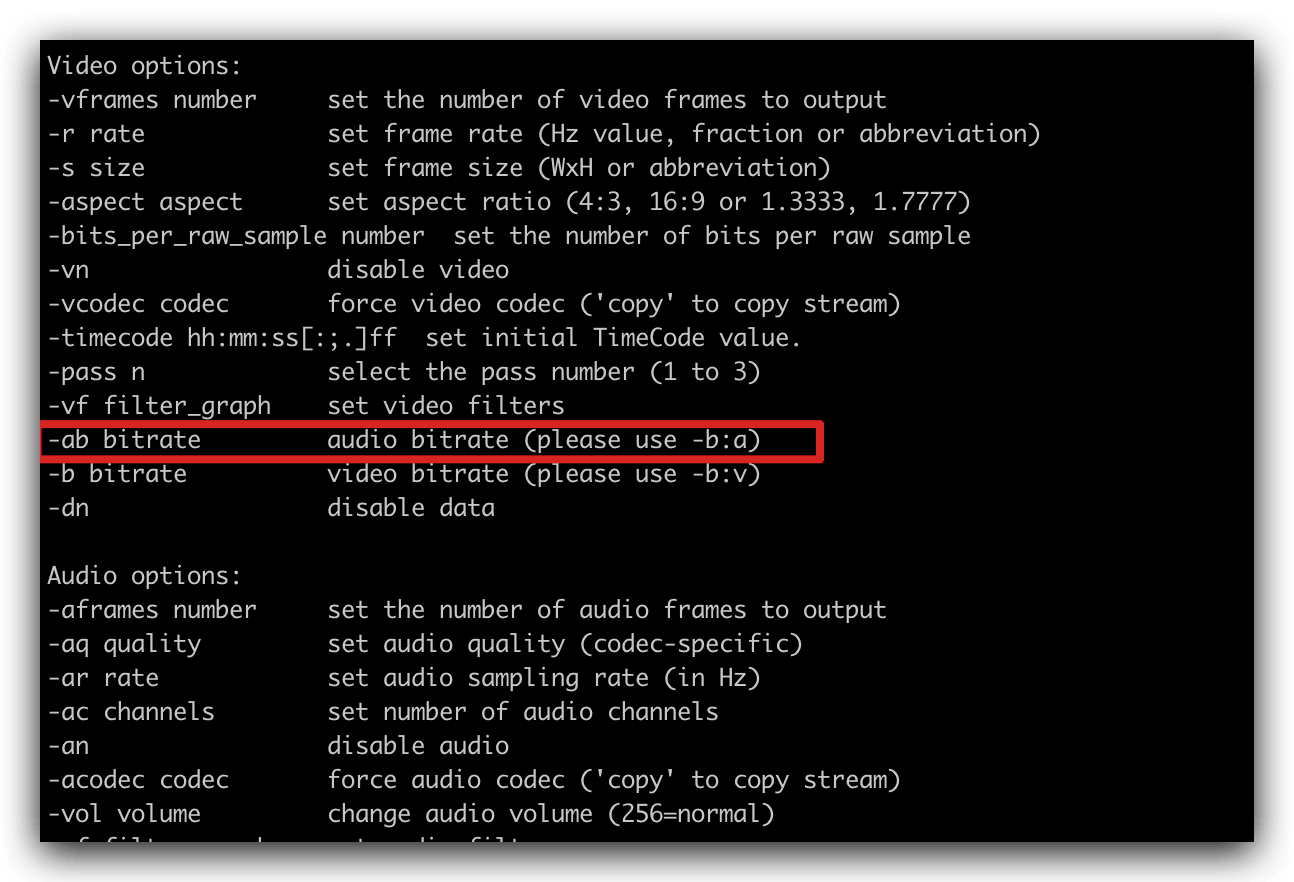 Video options:
-vframes number     set the number of video frames to output
-r rate             set frame rate (Hz value, fraction or abbreviation)
-s size             set frame size (WxH or abbreviation)
-aspect aspect      set aspect ratio (4:3, 16:9 or 1.3333, 1.7777)
-bits_per_raw_sample number  set the number of bits per raw sample
-vn                 disable video
-vcodec codec       force video codec ('copy' to copy stream)
-timecode hh:mm:ss[:;.]ff  set initial TimeCode value.
-pass n             select the pass number (1 to 3)
-vf filter_graph    set video filters
-ab bitrate         audio bitrate (please use -b:a)
-b bitrate          video bitrate (please use -b:v)
-dn                 disable data

Audio options:
-aframes number     set the number of audio frames to output
-aq quality         set audio quality (codec-specific)
-ar rate            set audio sampling rate (in Hz)
-ac channels        set number of audio channels
-an                 disable audio
-acodec codec       force audio codec ('copy' to copy stream)
-vol volume         change audio volume (256=normal)